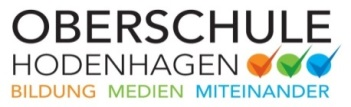 OBERSCHULE
HODENHAGEN
BILDUNG MEDIEN MITEINANDER